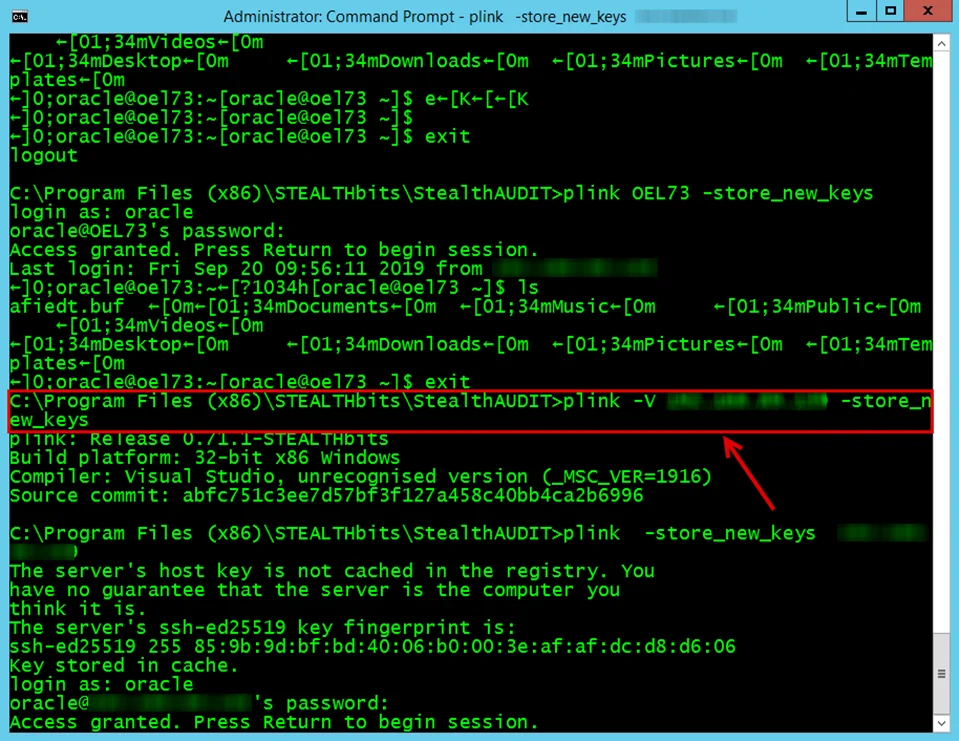 Administrator: Command Prompt - plink -store_new_keys
←[01;34mVideos←[0m
←[01;34mDesktop←[0m ←[01;34mDownloads←[0m ←[01;34mPictures←[0m ←[01;34mTem
plates←[0m
←]0;oracle@oel73:~[oracle@oel73 ~]$ e←[K←[←[K
←]0;oracle@oel73:~[oracle@oel73 ~]$
←]0;oracle@oel73:~[oracle@oel73 ~]$ exit
logout
C:\Program Files (x86)\STEALTHbits\StealthAUDIT>plink OEL73 -store_new_keys
login as: oracle
oracle@OEL73's password:
Access granted. Press Return to begin session.
Last login: Fri Sep 20 09:56:11 2019 from
←]0;oracle@oel73:~←[?1034h[oracle@oel73 ~]$ ls
afiedt.buf ←[0m←[01;34mDocuments←[0m ←[01;34mMusic←[0m ←[01;34mPublic←[0m
←[01;34mVideos←[0m
←[01;34mDesktop←[0m ←[01;34mDownloads←[0m ←[01;34mPictures←[0m ←[01;34mTem
plates←[0m
←]0;oracle@oel73:~[oracle@oel73 ~]$ exit
C:\Program Files (x86)\STEALTHbits\StealthAUDIT>plink -V -store_n
ew_keys
plink: Release 0.71.1-STEALTHbits
Build platform: 32-bit x86 Windows
Compiler: Visual Studio, unrecognised version (_MSC_VER=1916)
Source commit: abfc751c3ee7d57bf3f127a458c40bb4ca2b6996
C:\Program Files (x86)\STEALTHbits\StealthAUDIT>plink -store_new_keys
The server's host key is not cached in the registry. You
have no guarantee that the server is the computer you
think it is.
The server's ssh-ed25519 key fingerprint is:
ssh-ed25519 255 85:9b:9d:bf:bd:40:06:b0:00:3e:af:af:dc:d8:d6:06
Key stored in cache.
login as: oracle
oracle@ 's password:
Access granted. Press Return to begin session.